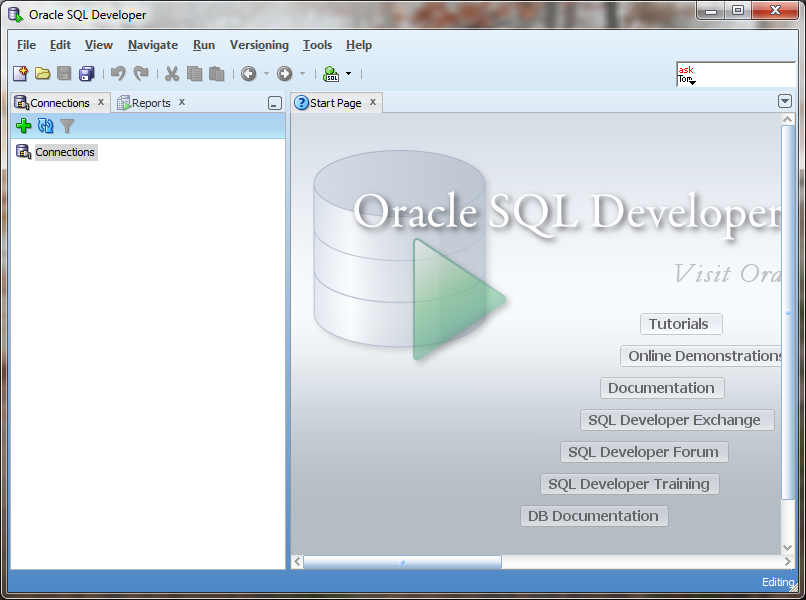 Oracle SQL Developer
File Edit View Navigate Run Versioning Tools Help
SQL
ask
Tom
Connections x Reports x Start Page x
Connections
Oracle SQL Developer
Visit Ora
Tutorials
Online Demonstrations
Documentation
SQL Developer Exchange
SQL Developer Forum
SQL Developer Training
DB Documentation
Editing